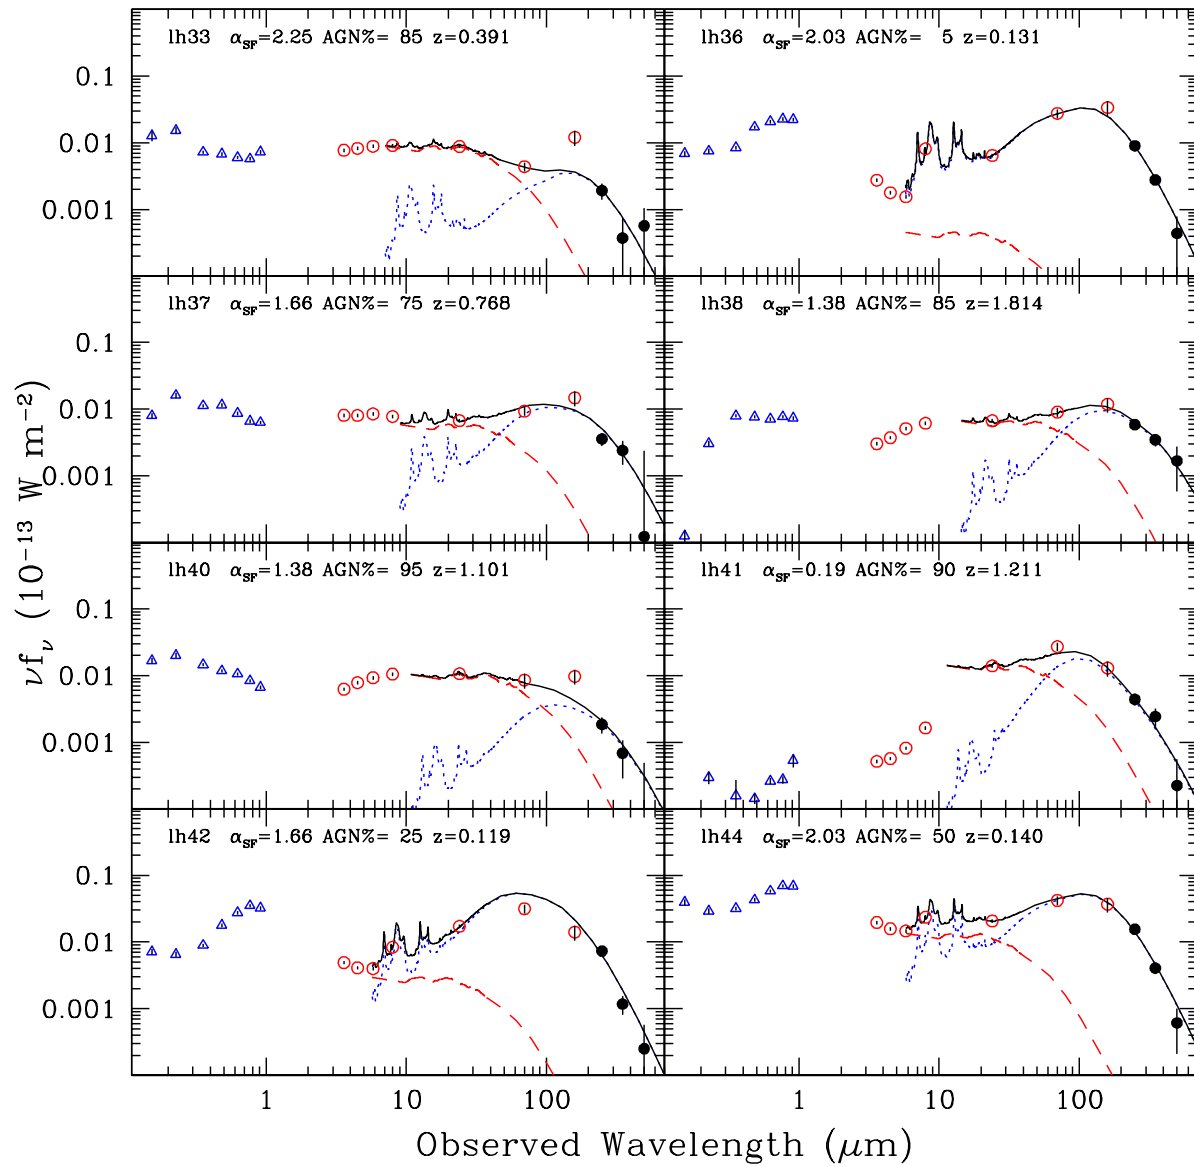 lh33 α_SF=2.25 AGN%= 85 z=0.391
lh36 α_SF=2.03 AGN%= 5 z=0.131
0.1
0.01
0.001
lh37 α_SF=1.66 AGN%= 75 z=0.768
lh38 α_SF=1.38 AGN%= 85 z=1.814
0.1
0.01
0.001
lh40 α_SF=1.38 AGN%= 95 z=1.101
lh41 α_SF=0.19 AGN%= 90 z=1.211
0.1
0.01
0.001
lh42 α_SF=1.66 AGN%= 25 z=0.119
lh44 α_SF=2.03 AGN%= 50 z=0.140
0.1
0.01
0.001
νf_ν (10⁻¹³ W m⁻²)
1 10 100 1 10 100
Observed Wavelength (μm)